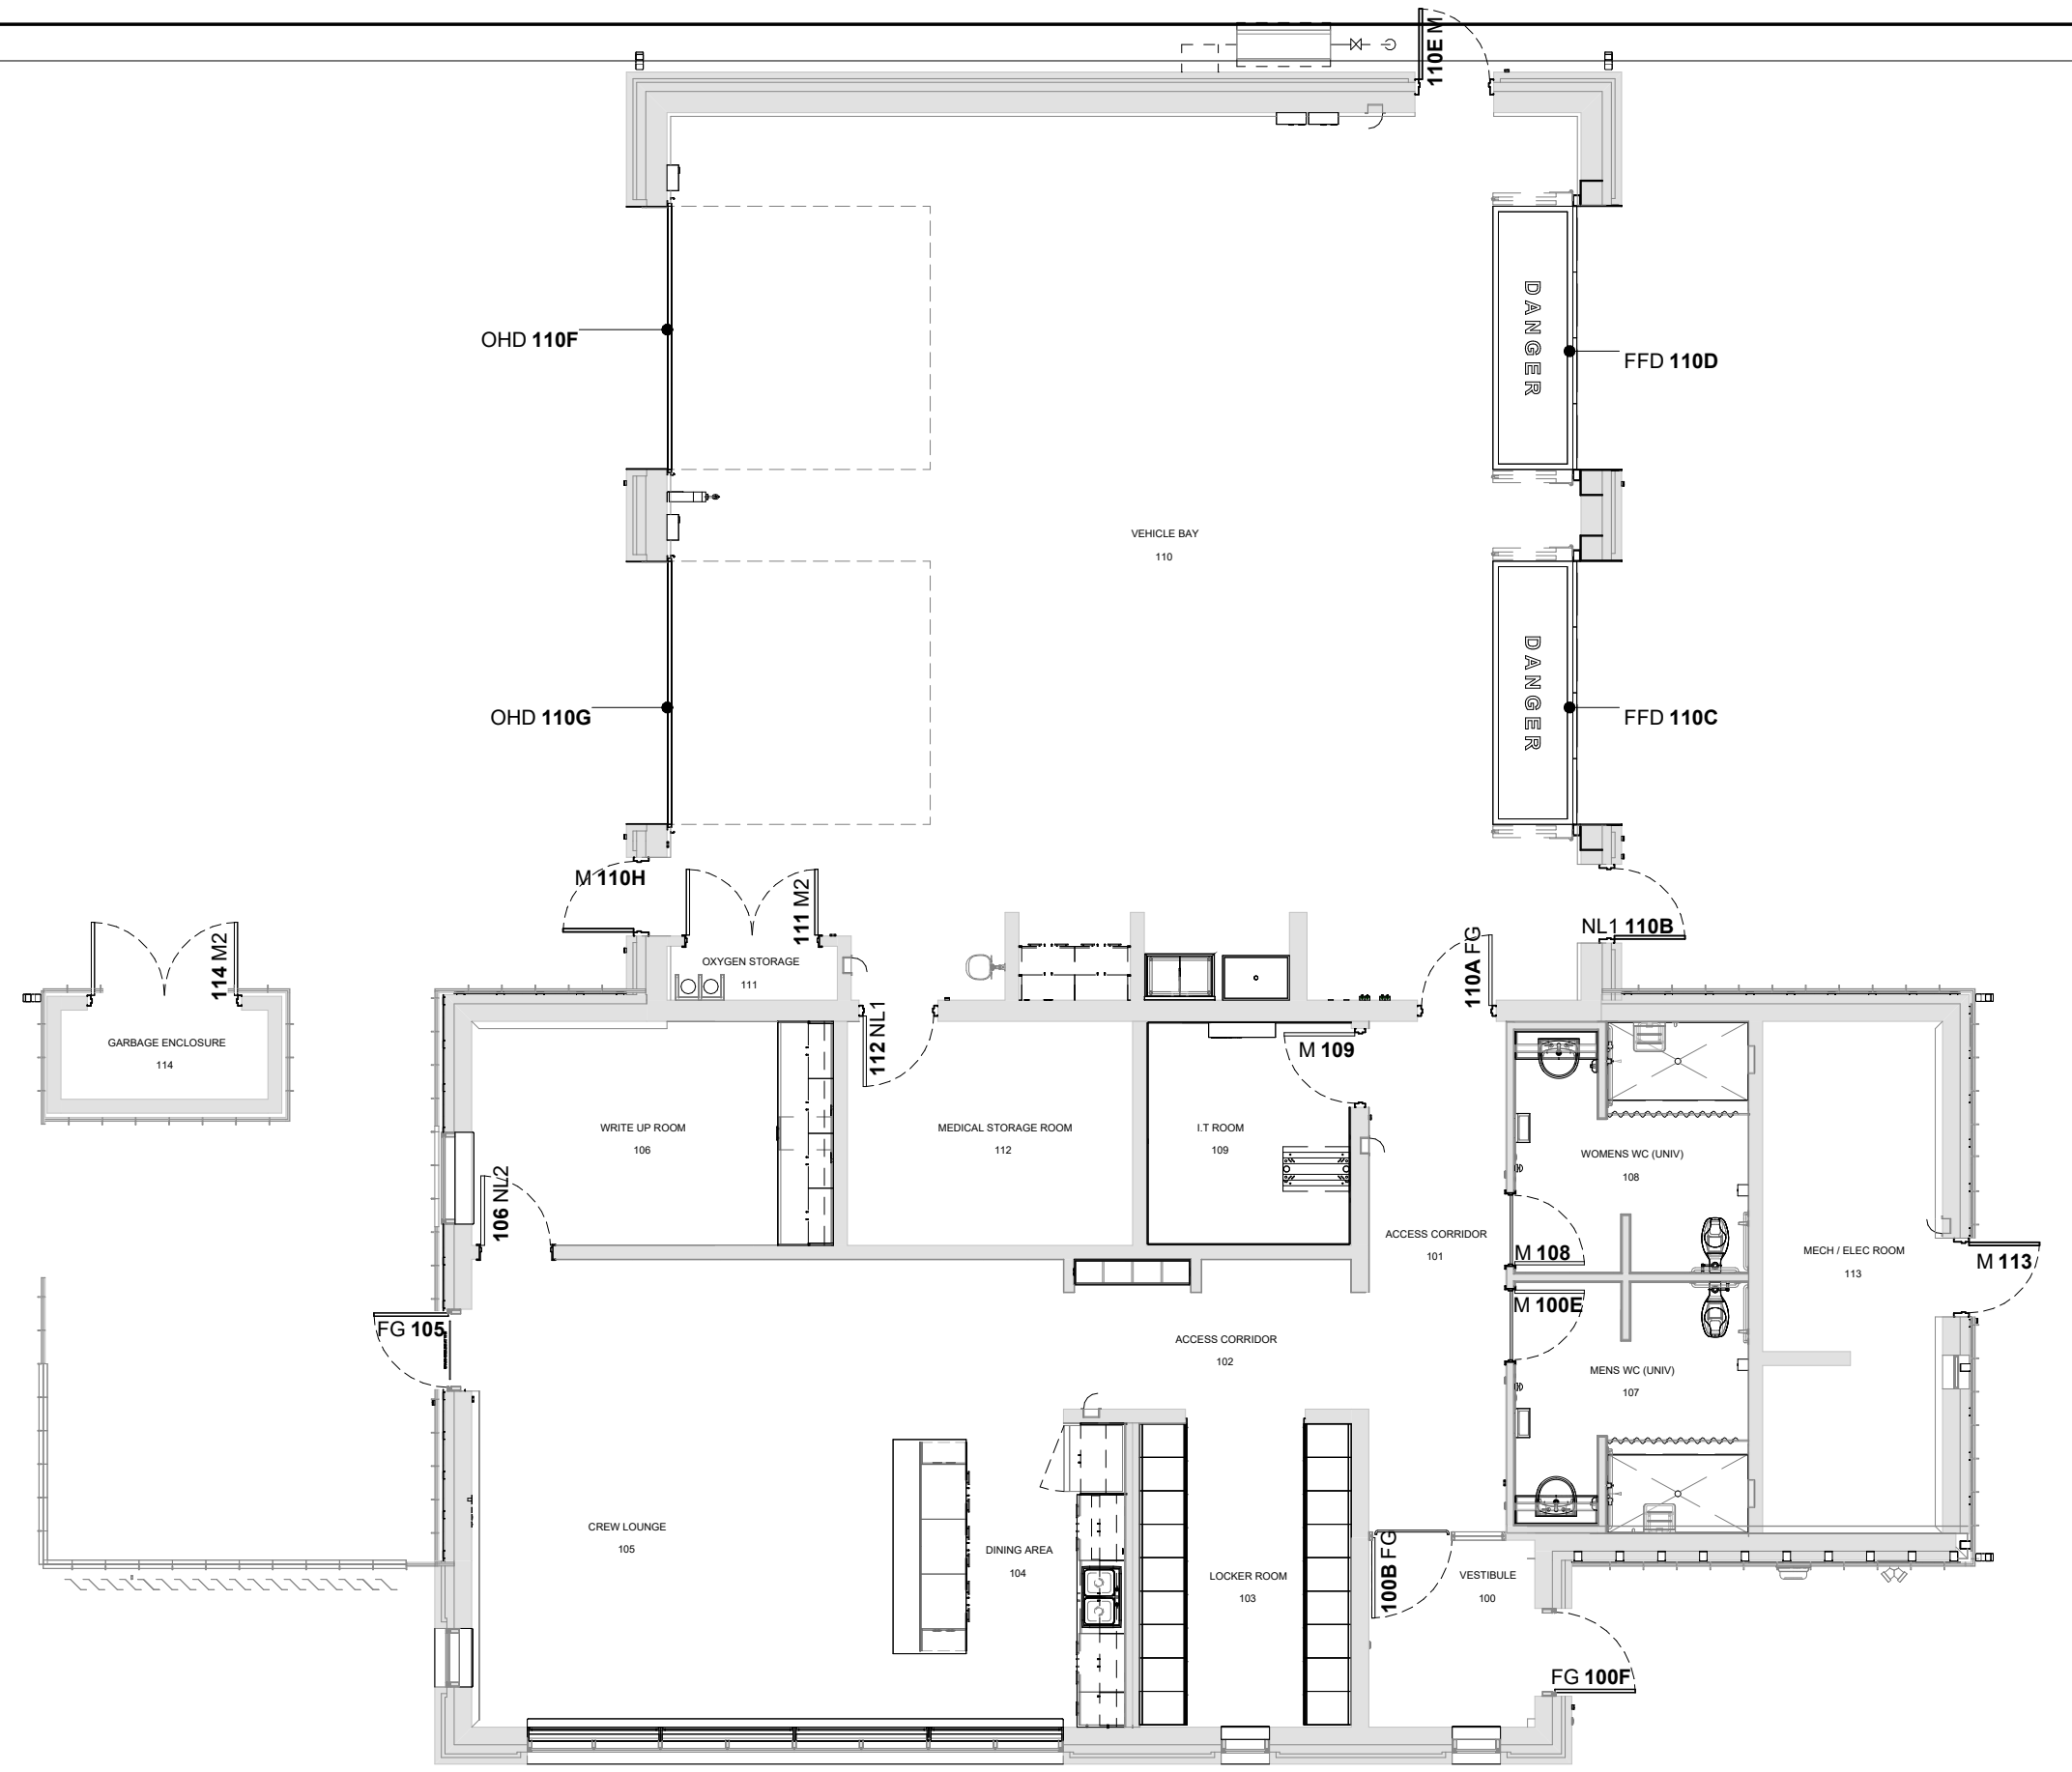 110E M
OHD 110F
DANGER
FFD 110D
VEHICLE BAY
110
OHD 110G
DANGER
FFD 110C
M 110H
111 M2
NL1 110B
114 M2
OXYGEN STORAGE
111
110A FG
GARBAGE ENCLOSURE
114
112 NL1
M 109
WRITE UP ROOM
106
MEDICAL STORAGE ROOM
112
I.T ROOM
109
WOMENS WC (UNIV)
108
106 NL2
ACCESS CORRIDOR
101
M 108
MECH / ELEC ROOM
113
M 113
M 100E
FG 105
ACCESS CORRIDOR
102
MENS WC (UNIV)
107
CREW LOUNGE
105
DINING AREA
104
LOCKER ROOM
103
100B FG
VESTIBULE
100
FG 100F